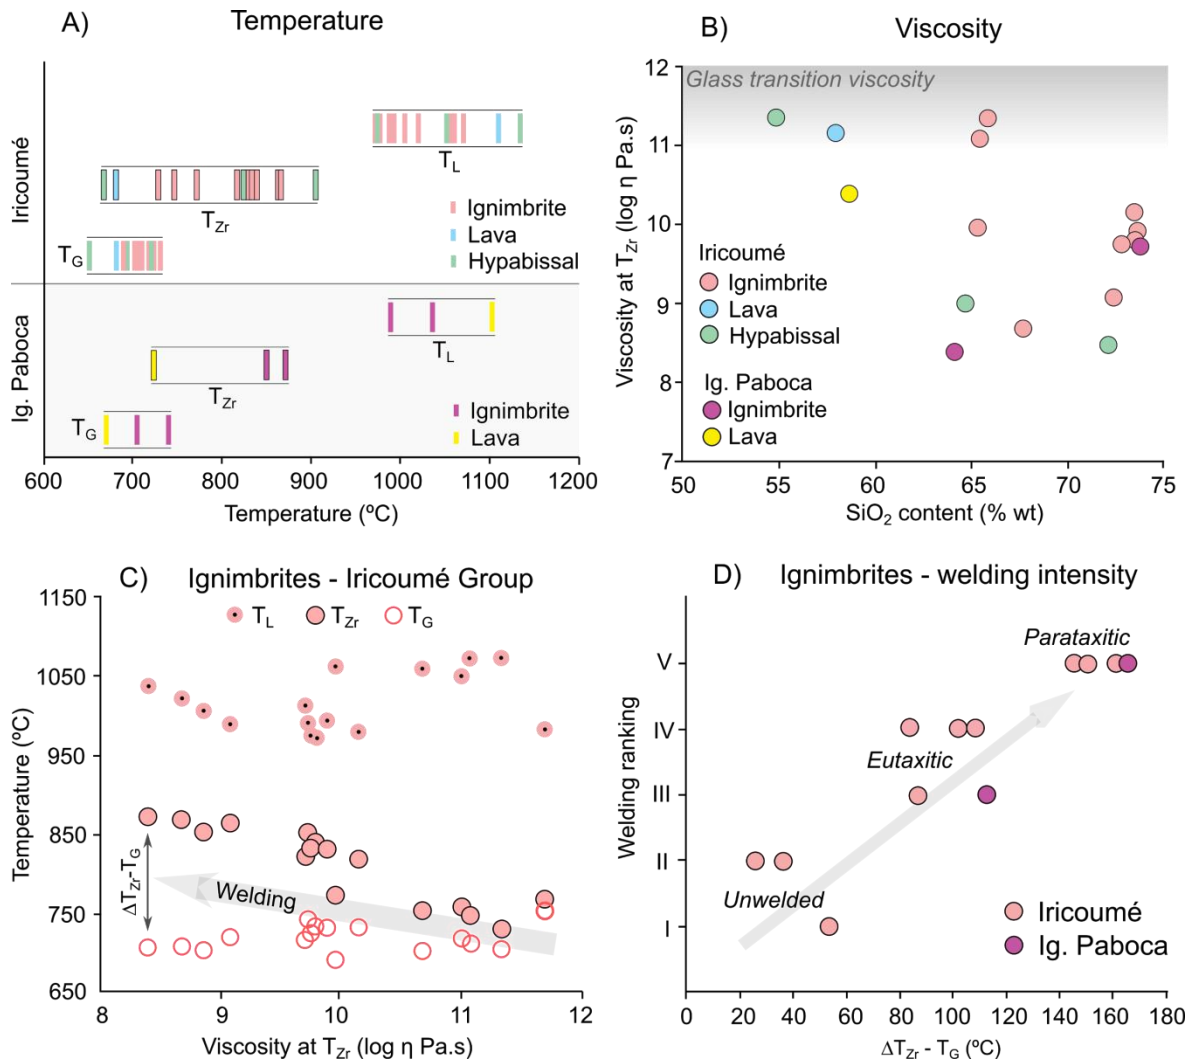 A)
Temperature
Iricoumé
Ig. Paboca
T_L
T_Zr
T_G
Ignimbrite
Lava
Hypabissal
T_L
T_Zr
T_G
Ignimbrite
Lava
600 700 800 900 1000 1100 1200
Temperature (ºC)
B)
Viscosity
Glass transition viscosity
Viscosity at T_Zr (log η Pa.s)
12
11
10
9
8
7
Iricoumé
Ignimbrite
Lava
Hypabissal
Ig. Paboca
Ignimbrite
Lava
50 55 60 65 70 75
SiO₂ content (% wt)
C)
Ignimbrites - Iricoumé Group
T_L T_Zr T_G
Temperature (ºC)
1150
1050
950
850
750
650
ΔT_Zr-T_G
Welding
8 9 10 11 12
Viscosity at T_Zr (log η Pa.s)
D)
Ignimbrites - welding intensity
Welding ranking
V
IV
III
II
I
Parataxitic
Eutaxitic
Unwelded
Iricoumé
Ig. Paboca
0 20 40 60 80 100 120 140 160 180
ΔT_Zr - T_G (ºC)